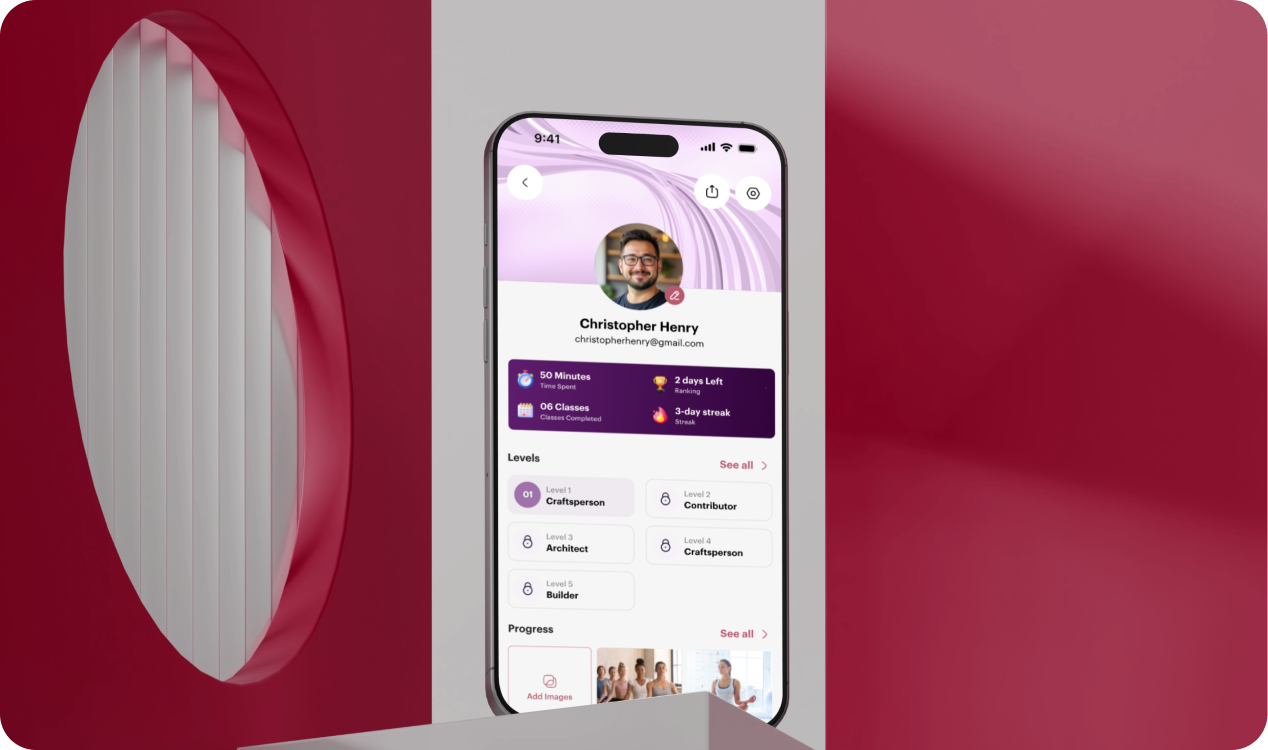 9:41
Christopher Henry
christopherhenry@gmail.com
50 Minutes
Time Spent
2 days Left
Ranking
06 Classes
Classes Completed
3-day streak
Streak
Levels
See all
01
Level 1
Craftsperson
Level 2
Contributor
Level 3
Architect
Level 4
Craftsperson
Level 5
Builder
Progress
See all
Add Images